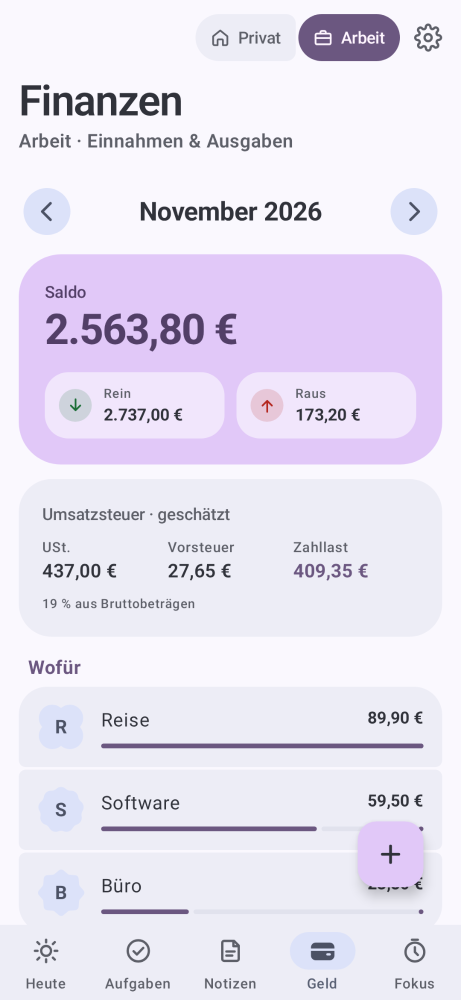 Privat
Arbeit
Finanzen
Arbeit · Einnahmen & Ausgaben
November 2026
Saldo
2.563,80 €
Rein
2.737,00 €
Raus
173,20 €
Umsatzsteuer · geschätzt
USt.
Vorsteuer
Zahllast
437,00 €
27,65 €
409,35 €
19 % aus Bruttobeträgen
Wofür
R
Reise
89,90 €
S
Software
59,50 €
B
Büro
Heute
Aufgaben
Notizen
Geld
Fokus